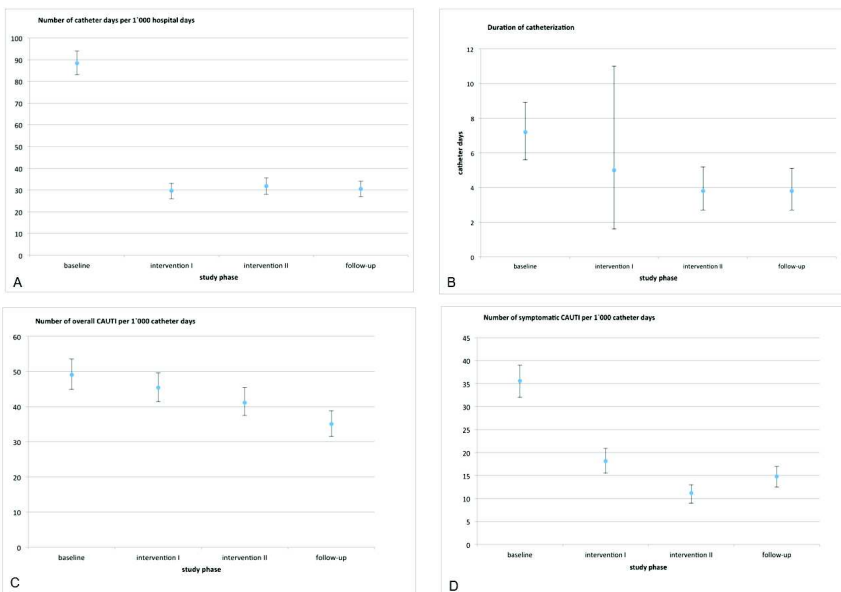 Number of catheter days per 1`000 hospital days
100
90
80
70
60
50
40
30
20
10
0
baseline intervention I intervention II follow-up
study phase
A
Duration of catheterization
catheter days
12
10
8
6
4
2
0
baseline intervention I intervention II follow-up
study phase
B
Number of overall CAUTI per 1`000 catheter days
60
50
40
30
20
10
0
baseline intervention I intervention II follow-up
study phase
C
Number of symptomatic CAUTI per 1`000 catheter days
45
40
35
30
25
20
15
10
5
0
baseline intervention I intervention II follow-up
study phase
D